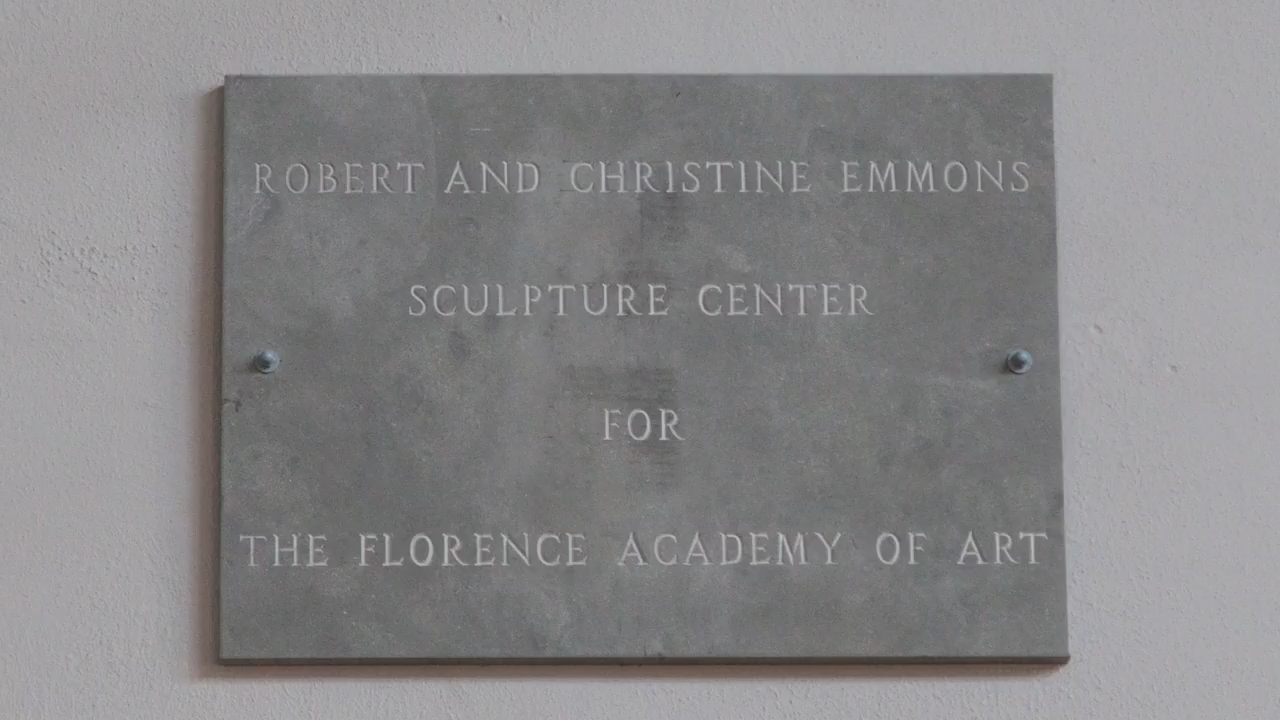 ROBERT AND CHRISTINE EMMONS
SCULPTURE CENTER
FOR
THE FLORENCE ACADEMY OF ART